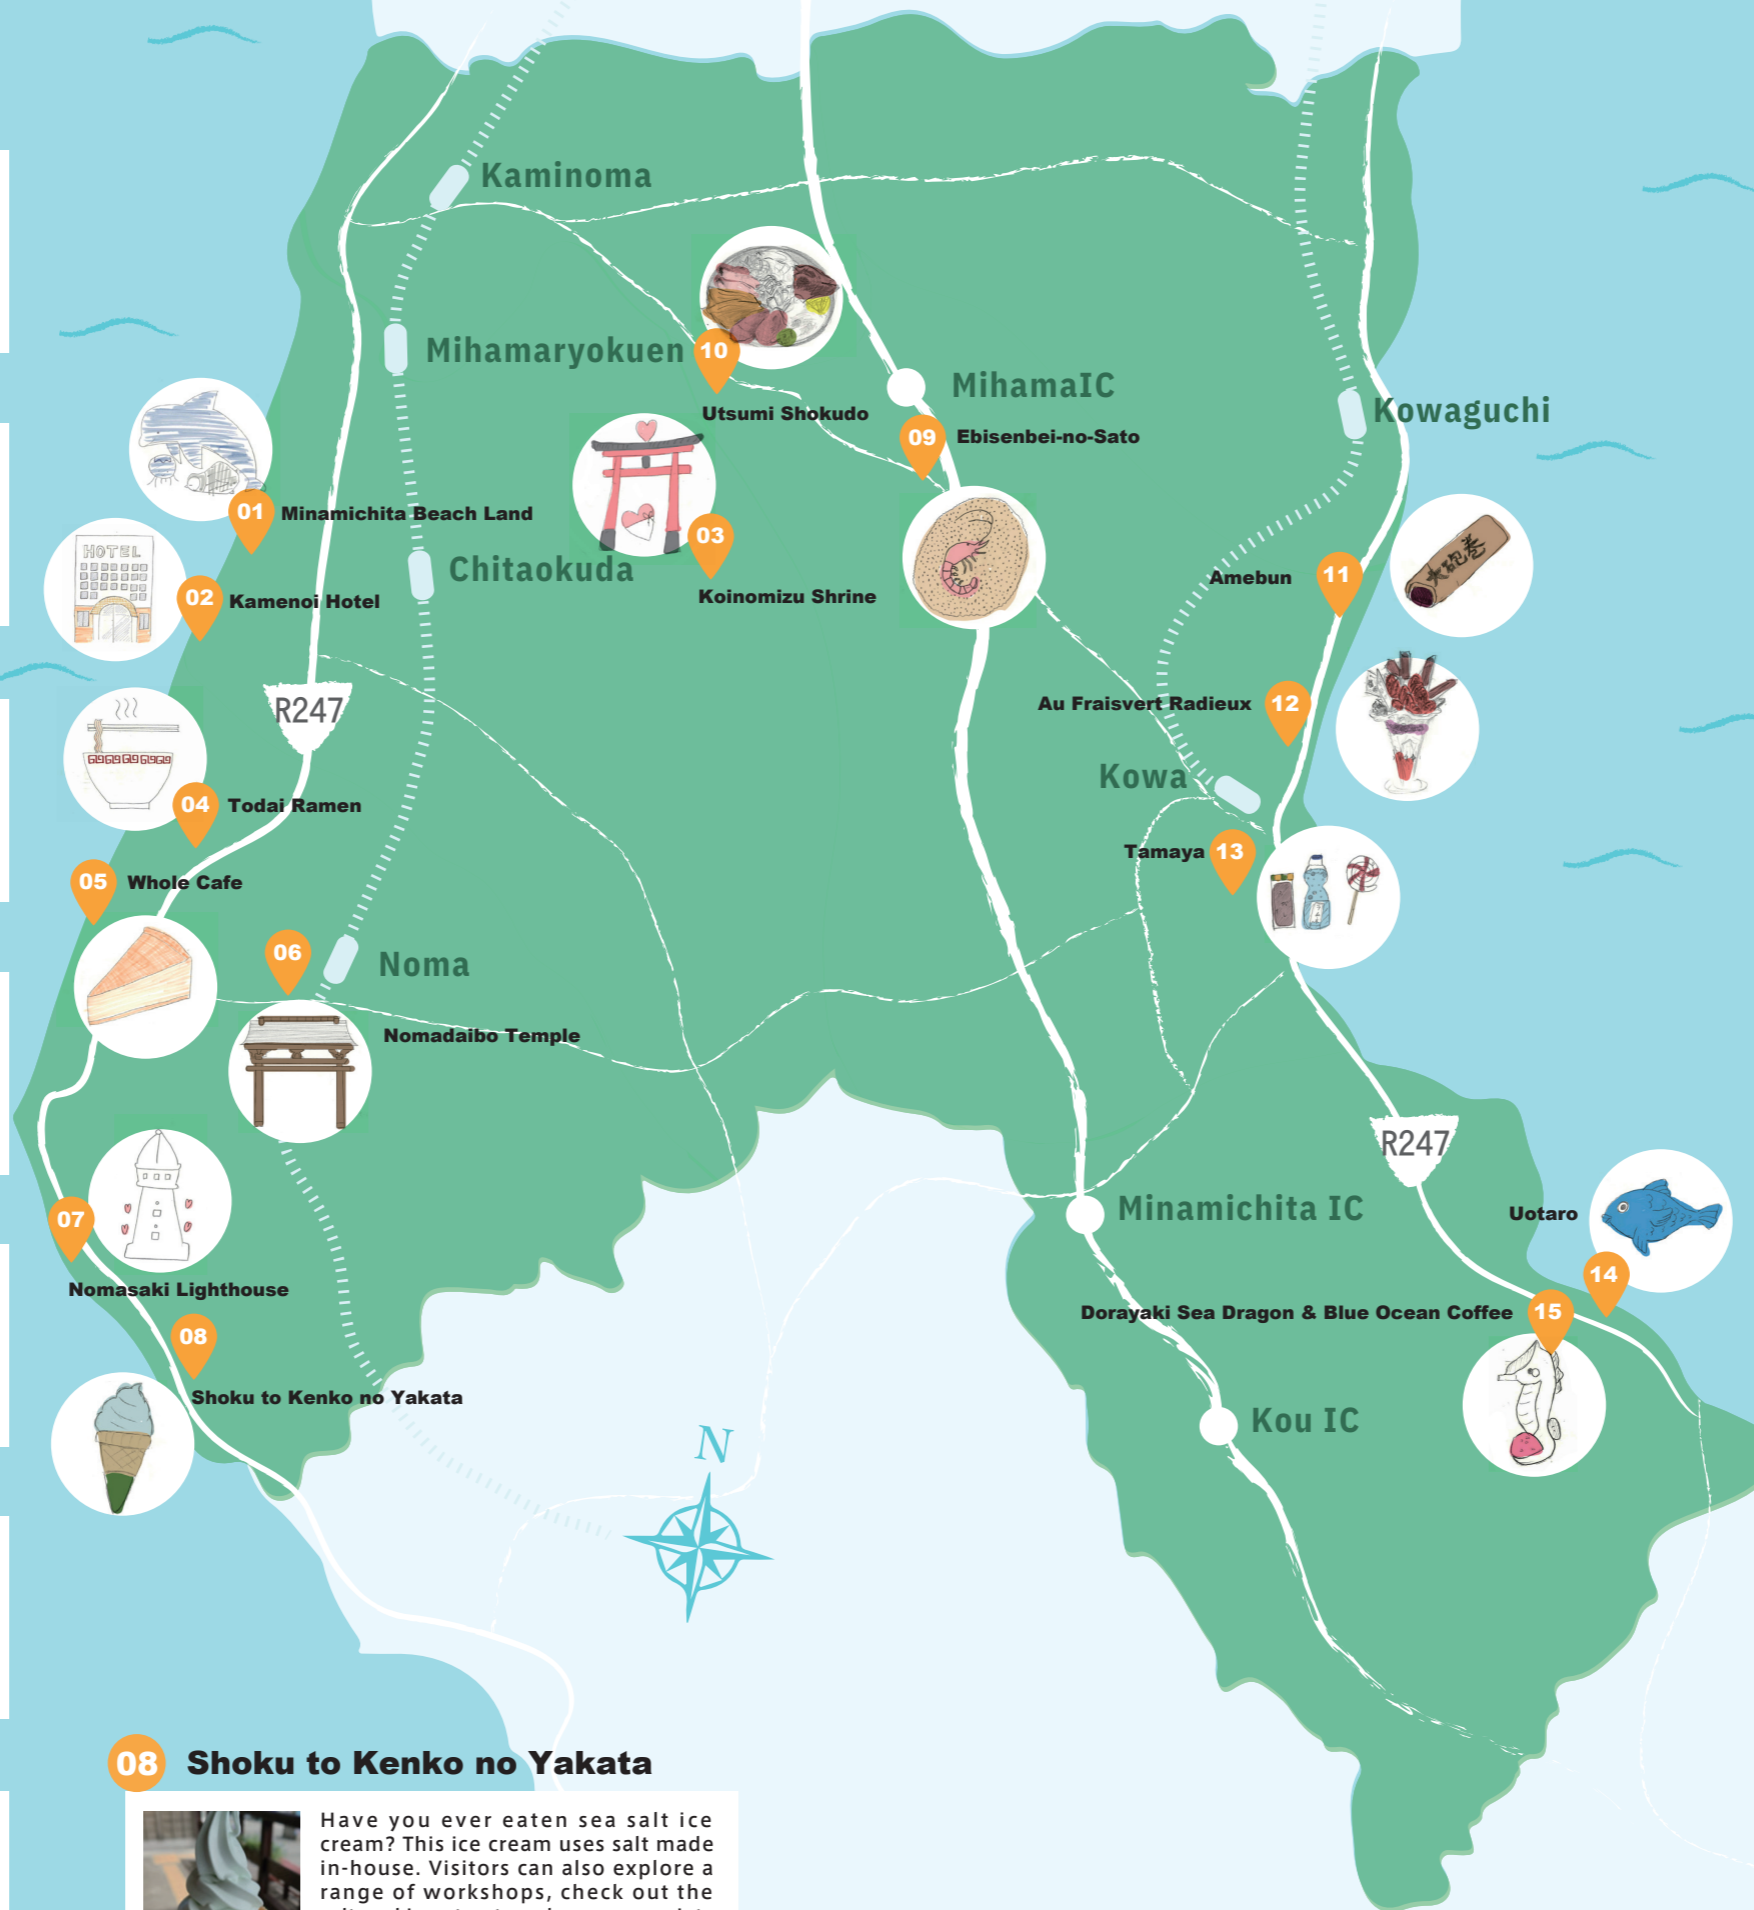 Kaminoma
Mihamaryokuen
10
Utsumi Shokudo
MihamaIC
09
Ebisenbei-no-Sato
Kowaguchi
01
Minamichita Beach Land
HOTEL
02
Kamenoi Hotel
Chitaokuda
03
Koinomizu Shrine
Amebun
11
大砲巻
R247
Au Fraisvert Radieux
12
Kowa
04
Todai Ramen
Tamaya
13
05
Whole Cafe
06
Noma
Nomadaibo Temple
R247
07
Nomasaki Lighthouse
Minamichita IC
Uotaro
14
Dorayaki Sea Dragon & Blue Ocean Coffee
15
08
Shoku to Kenko no Yakata
Kou IC
N
08
Shoku to Kenko no Yakata
Have you ever eaten sea salt ice
cream? This ice cream uses salt made
in-house. Visitors can also explore a
range of workshops, check out the